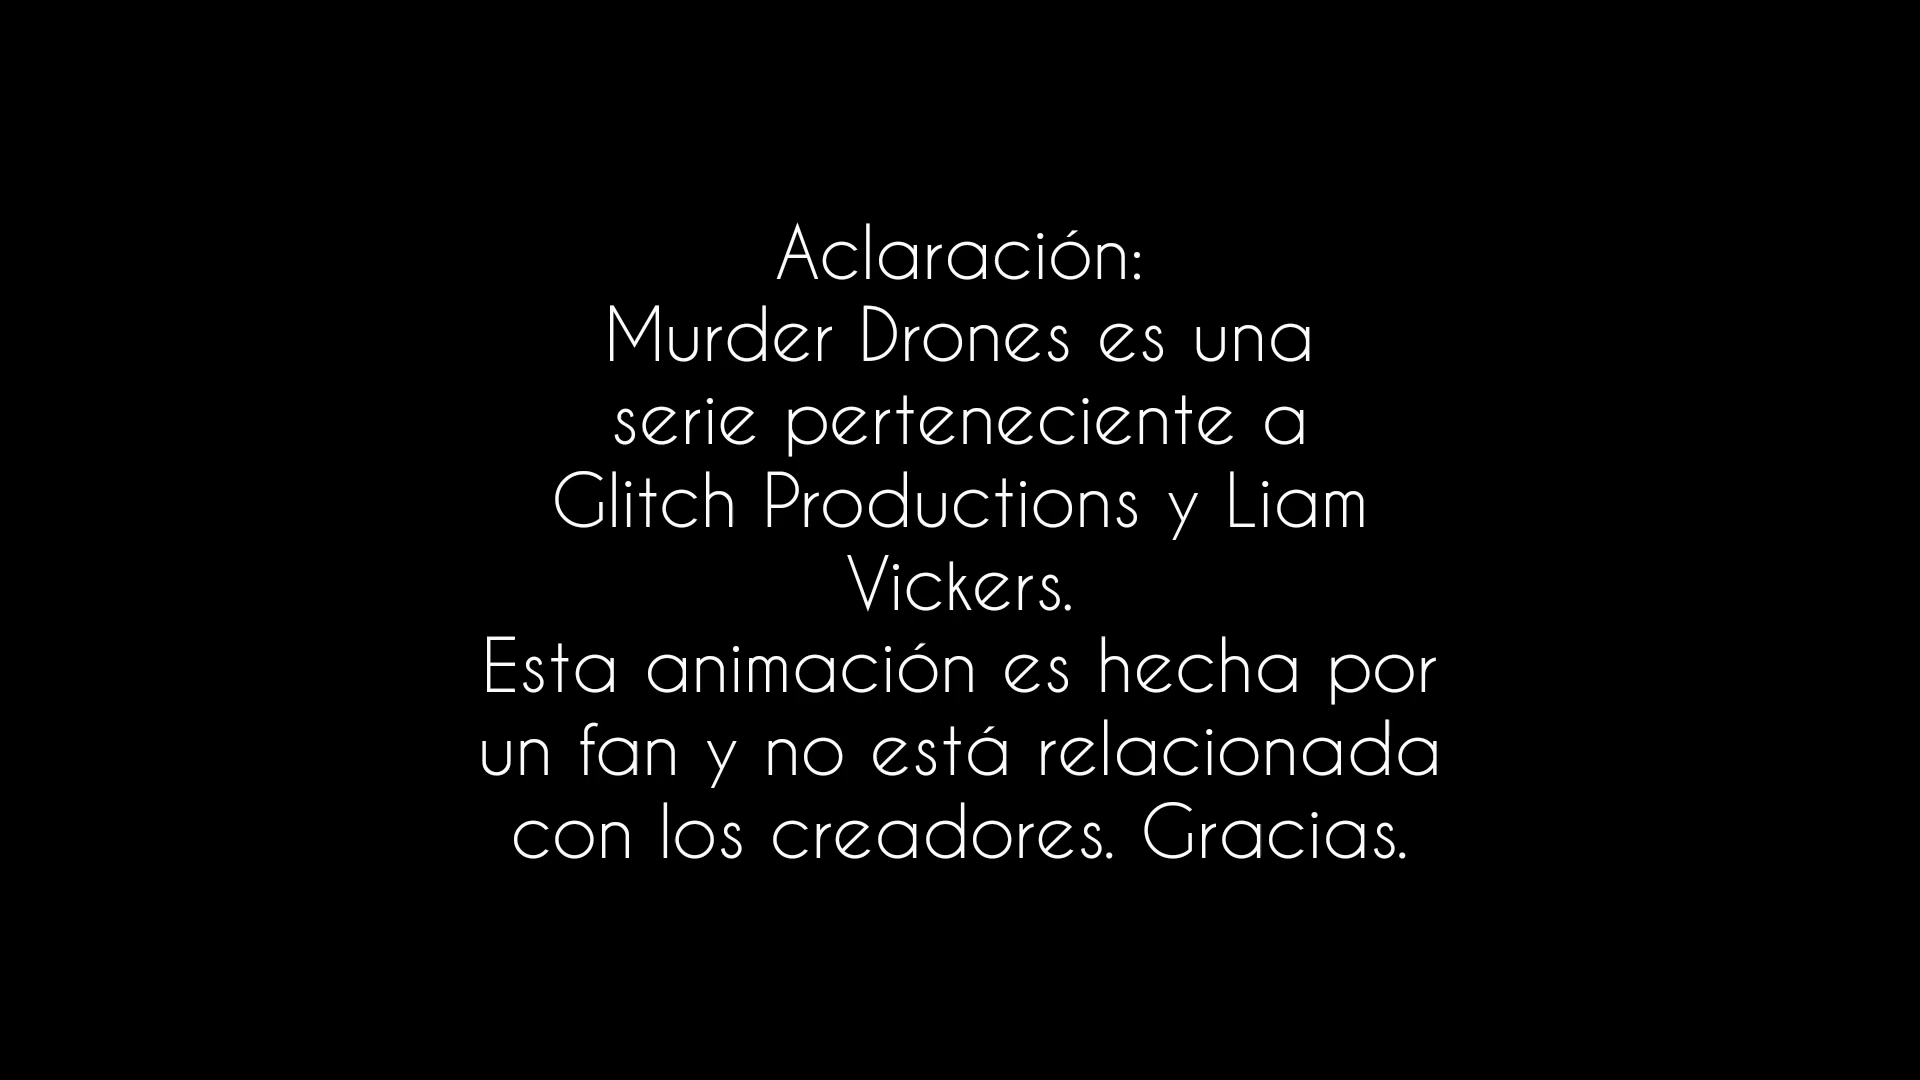 Aclaración:
Murder Drones es una
serie perteneciente a
Glitch Productions y Liam
Vickers.
Esta animación es hecha por
un fan y no está relacionada
con los creadores. Gracias.